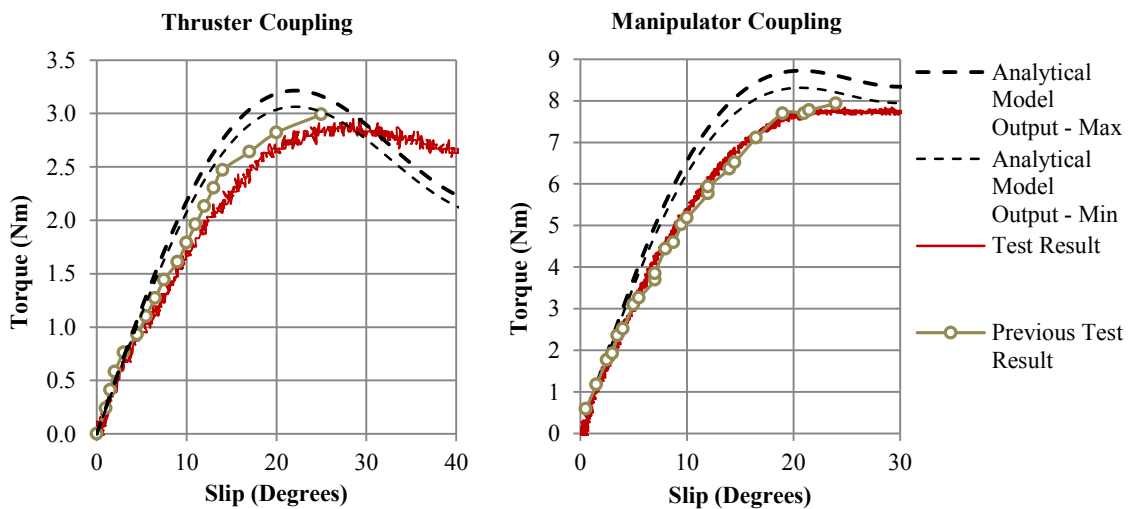 Thruster Coupling
3.5
3.0
2.5
2.0
1.5
1.0
0.5
0.0
Torque (Nm)
0
10
20
30
40
Slip (Degrees)
Manipulator Coupling
9
8
7
6
5
4
3
2
1
0
Torque (Nm)
0
10
20
30
Slip (Degrees)
Analytical
Model
Output - Max
Analytical
Model
Output - Min
Test Result
Previous Test
Result